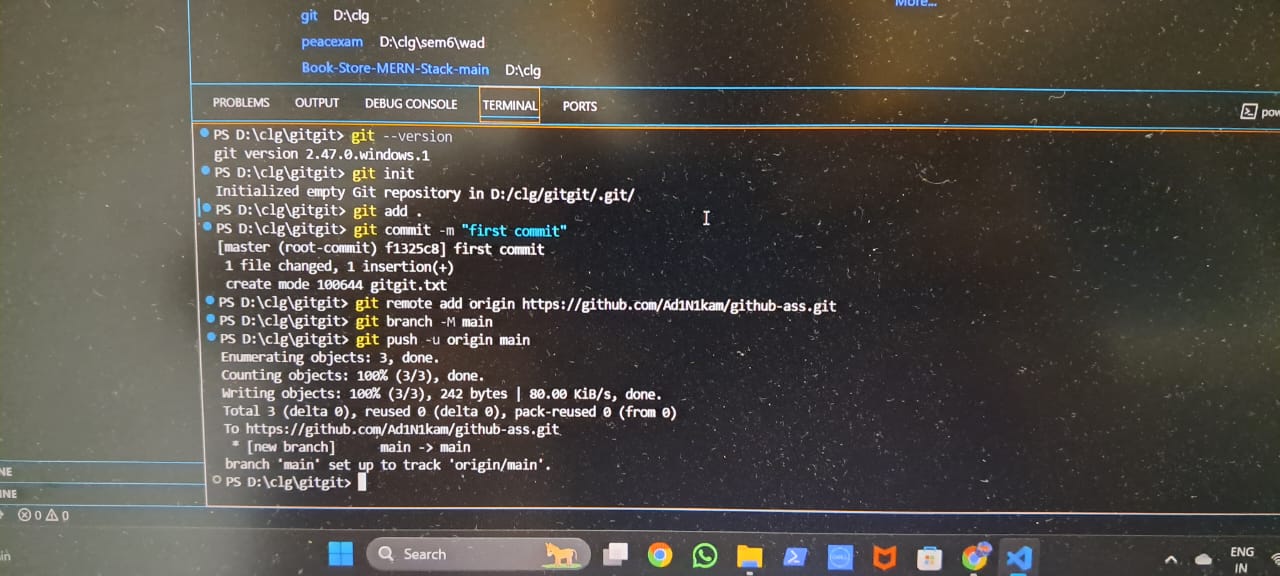 More...
git D:\clg
peacexam D:\clg\sem6\wad
Book-Store-MERN-Stack-main D:\clg
PROBLEMS OUTPUT DEBUG CONSOLE TERMINAL PORTS
PS D:\clg\gitgit> git --version
git version 2.47.0.windows.1
PS D:\clg\gitgit> git init
Initialized empty Git repository in D:/clg/gitgit/.git/
PS D:\clg\gitgit> git add .
PS D:\clg\gitgit> git commit -m "first commit"
[master (root-commit) f1325c8] first commit
1 file changed, 1 insertion(+)
create mode 100644 gitgit.txt
PS D:\clg\gitgit> git remote add origin https://github.com/Ad1N1kam/github-ass.git
PS D:\clg\gitgit> git branch -M main
PS D:\clg\gitgit> git push -u origin main
Enumerating objects: 3, done.
Counting objects: 100% (3/3), done.
Writing objects: 100% (3/3), 242 bytes | 80.00 KiB/s, done.
Total 3 (delta 0), reused 0 (delta 0), pack-reused 0 (from 0)
To https://github.com/Ad1N1kam/github-ass.git
* [new branch] main -> main
branch 'main' set up to track 'origin/main'.
PS D:\clg\gitgit>
NE
INE
0 0
Search
ENG
IN